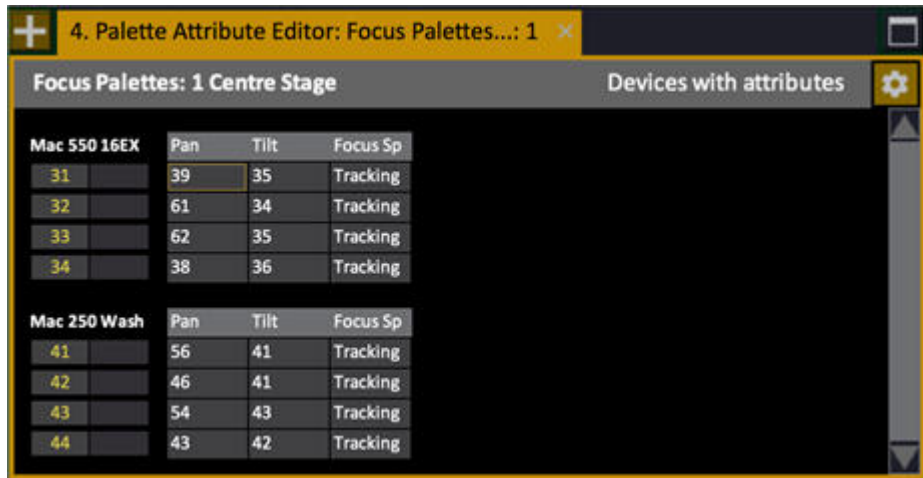 4. Palette Attribute Editor: Focus Palettes...: 1
Focus Palettes: 1 Centre Stage Devices with attributes
Mac 550 16EX Pan Tilt Focus Sp
31 39 35 Tracking
32 61 34 Tracking
33 62 35 Tracking
34 38 36 Tracking
Mac 250 Wash Pan Tilt Focus Sp
41 56 41 Tracking
42 46 41 Tracking
43 54 43 Tracking
44 43 42 Tracking